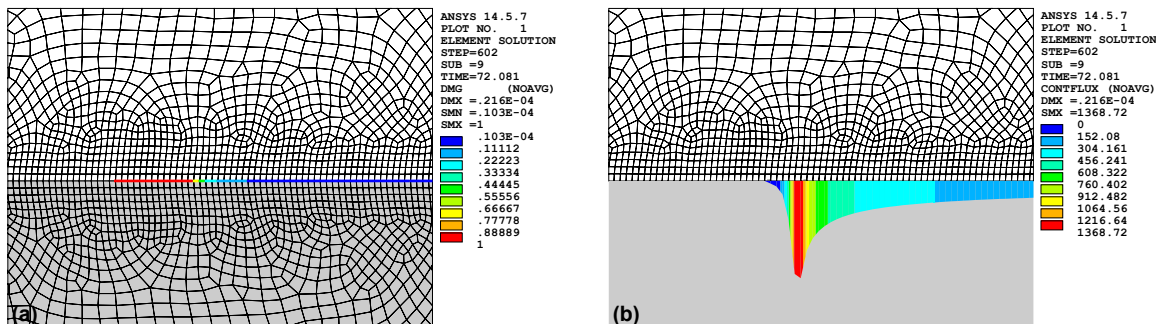 ANSYS 14.5.7
PLOT NO. 1
ELEMENT SOLUTION
STEP=602
SUB =9
TIME=72.081
DMG (NOAVG)
DMX =.216E-04
SMN =.103E-04
SMX =1
.103E-04
.11112
.22223
.33334
.44445
.55556
.66667
.77778
.88889
1
(a)
ANSYS 14.5.7
PLOT NO. 1
ELEMENT SOLUTION
STEP=602
SUB =9
TIME=72.081
CONTFLUX (NOAVG)
DMX =.216E-04
SMX =1368.72
0
152.08
304.161
456.241
608.322
760.402
912.482
1064.56
1216.64
1368.72
(b)